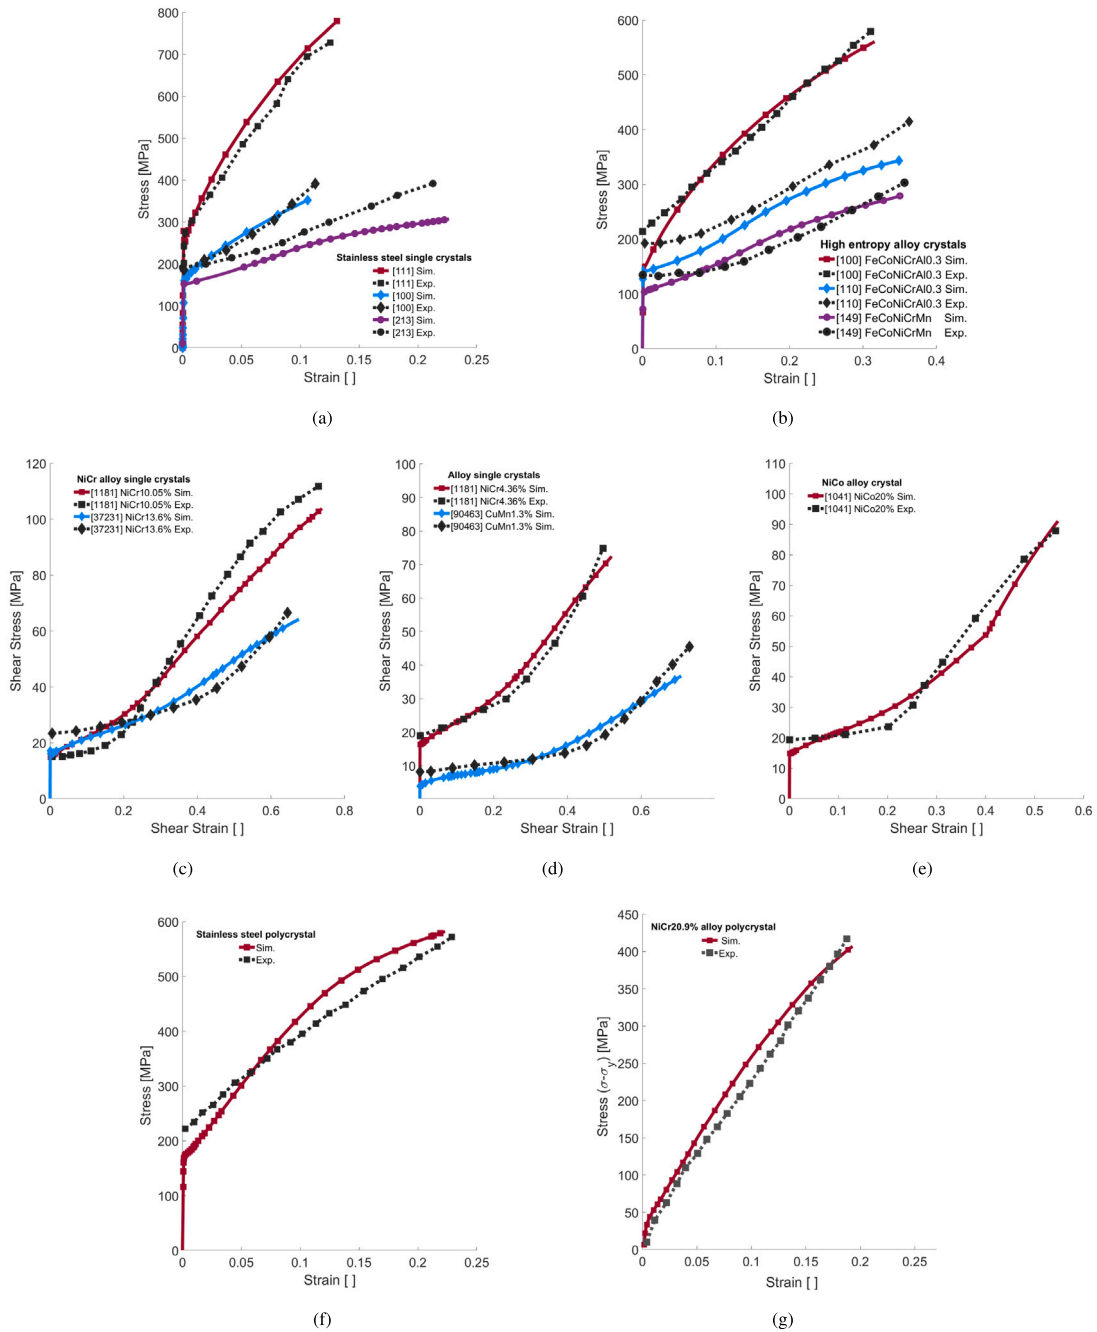 800
700
600
500
400
300
200
100
0
Stress [MPa]
Stainless steel single crystals
[111] Sim.
[111] Exp.
[100] Sim.
[100] Exp.
[213] Sim.
[213] Exp.
0 0.05 0.1 0.15 0.2 0.25
Strain [ ]
(a)
600
500
400
300
200
100
0
Stress [MPa]
High entropy alloy crystals
[100] FeCoNiCrAl0.3 Sim.
[100] FeCoNiCrAl0.3 Exp.
[110] FeCoNiCrAl0.3 Sim.
[110] FeCoNiCrAl0.3 Exp.
[149] FeCoNiCrMn Sim.
[149] FeCoNiCrMn Exp.
0 0.1 0.2 0.3 0.4
Strain [ ]
(b)
120
100
80
60
40
20
0
Shear Stress [MPa]
NiCr alloy single crystals
[1181] NiCr10.05% Sim.
[1181] NiCr10.05% Exp.
[37231] NiCr13.6% Sim.
[37231] NiCr13.6% Exp.
0 0.2 0.4 0.6 0.8
Shear Strain [ ]
(c)
100
90
80
70
60
50
40
30
20
10
Shear Stress [MPa]
Alloy single crystals
[1181] NiCr4.36% Sim.
[1181] NiCr4.36% Exp.
[90463] CuMn1.3% Sim.
[90463] CuMn1.3% Sim.
0 0.2 0.4 0.6
Shear Strain [ ]
(d)
110
100
90
80
70
60
50
40
30
20
10
0
Shear Stress [MPa]
NiCo alloy crystal
[1041] NiCo20% Sim.
[1041] NiCo20% Exp.
0 0.1 0.2 0.3 0.4 0.5 0.6
Shear Strain [ ]
(e)
600
500
400
300
200
100
0
Stress [MPa]
Stainless steel polycrystal
Sim.
Exp.
0 0.05 0.1 0.15 0.2 0.25
Strain [ ]
(f)
450
400
350
300
250
200
150
100
50
0
Stress (σ-σy) [MPa]
NiCr20.9% alloy polycrystal
Sim.
Exp.
0 0.05 0.1 0.15 0.2 0.25
Strain [ ]
(g)